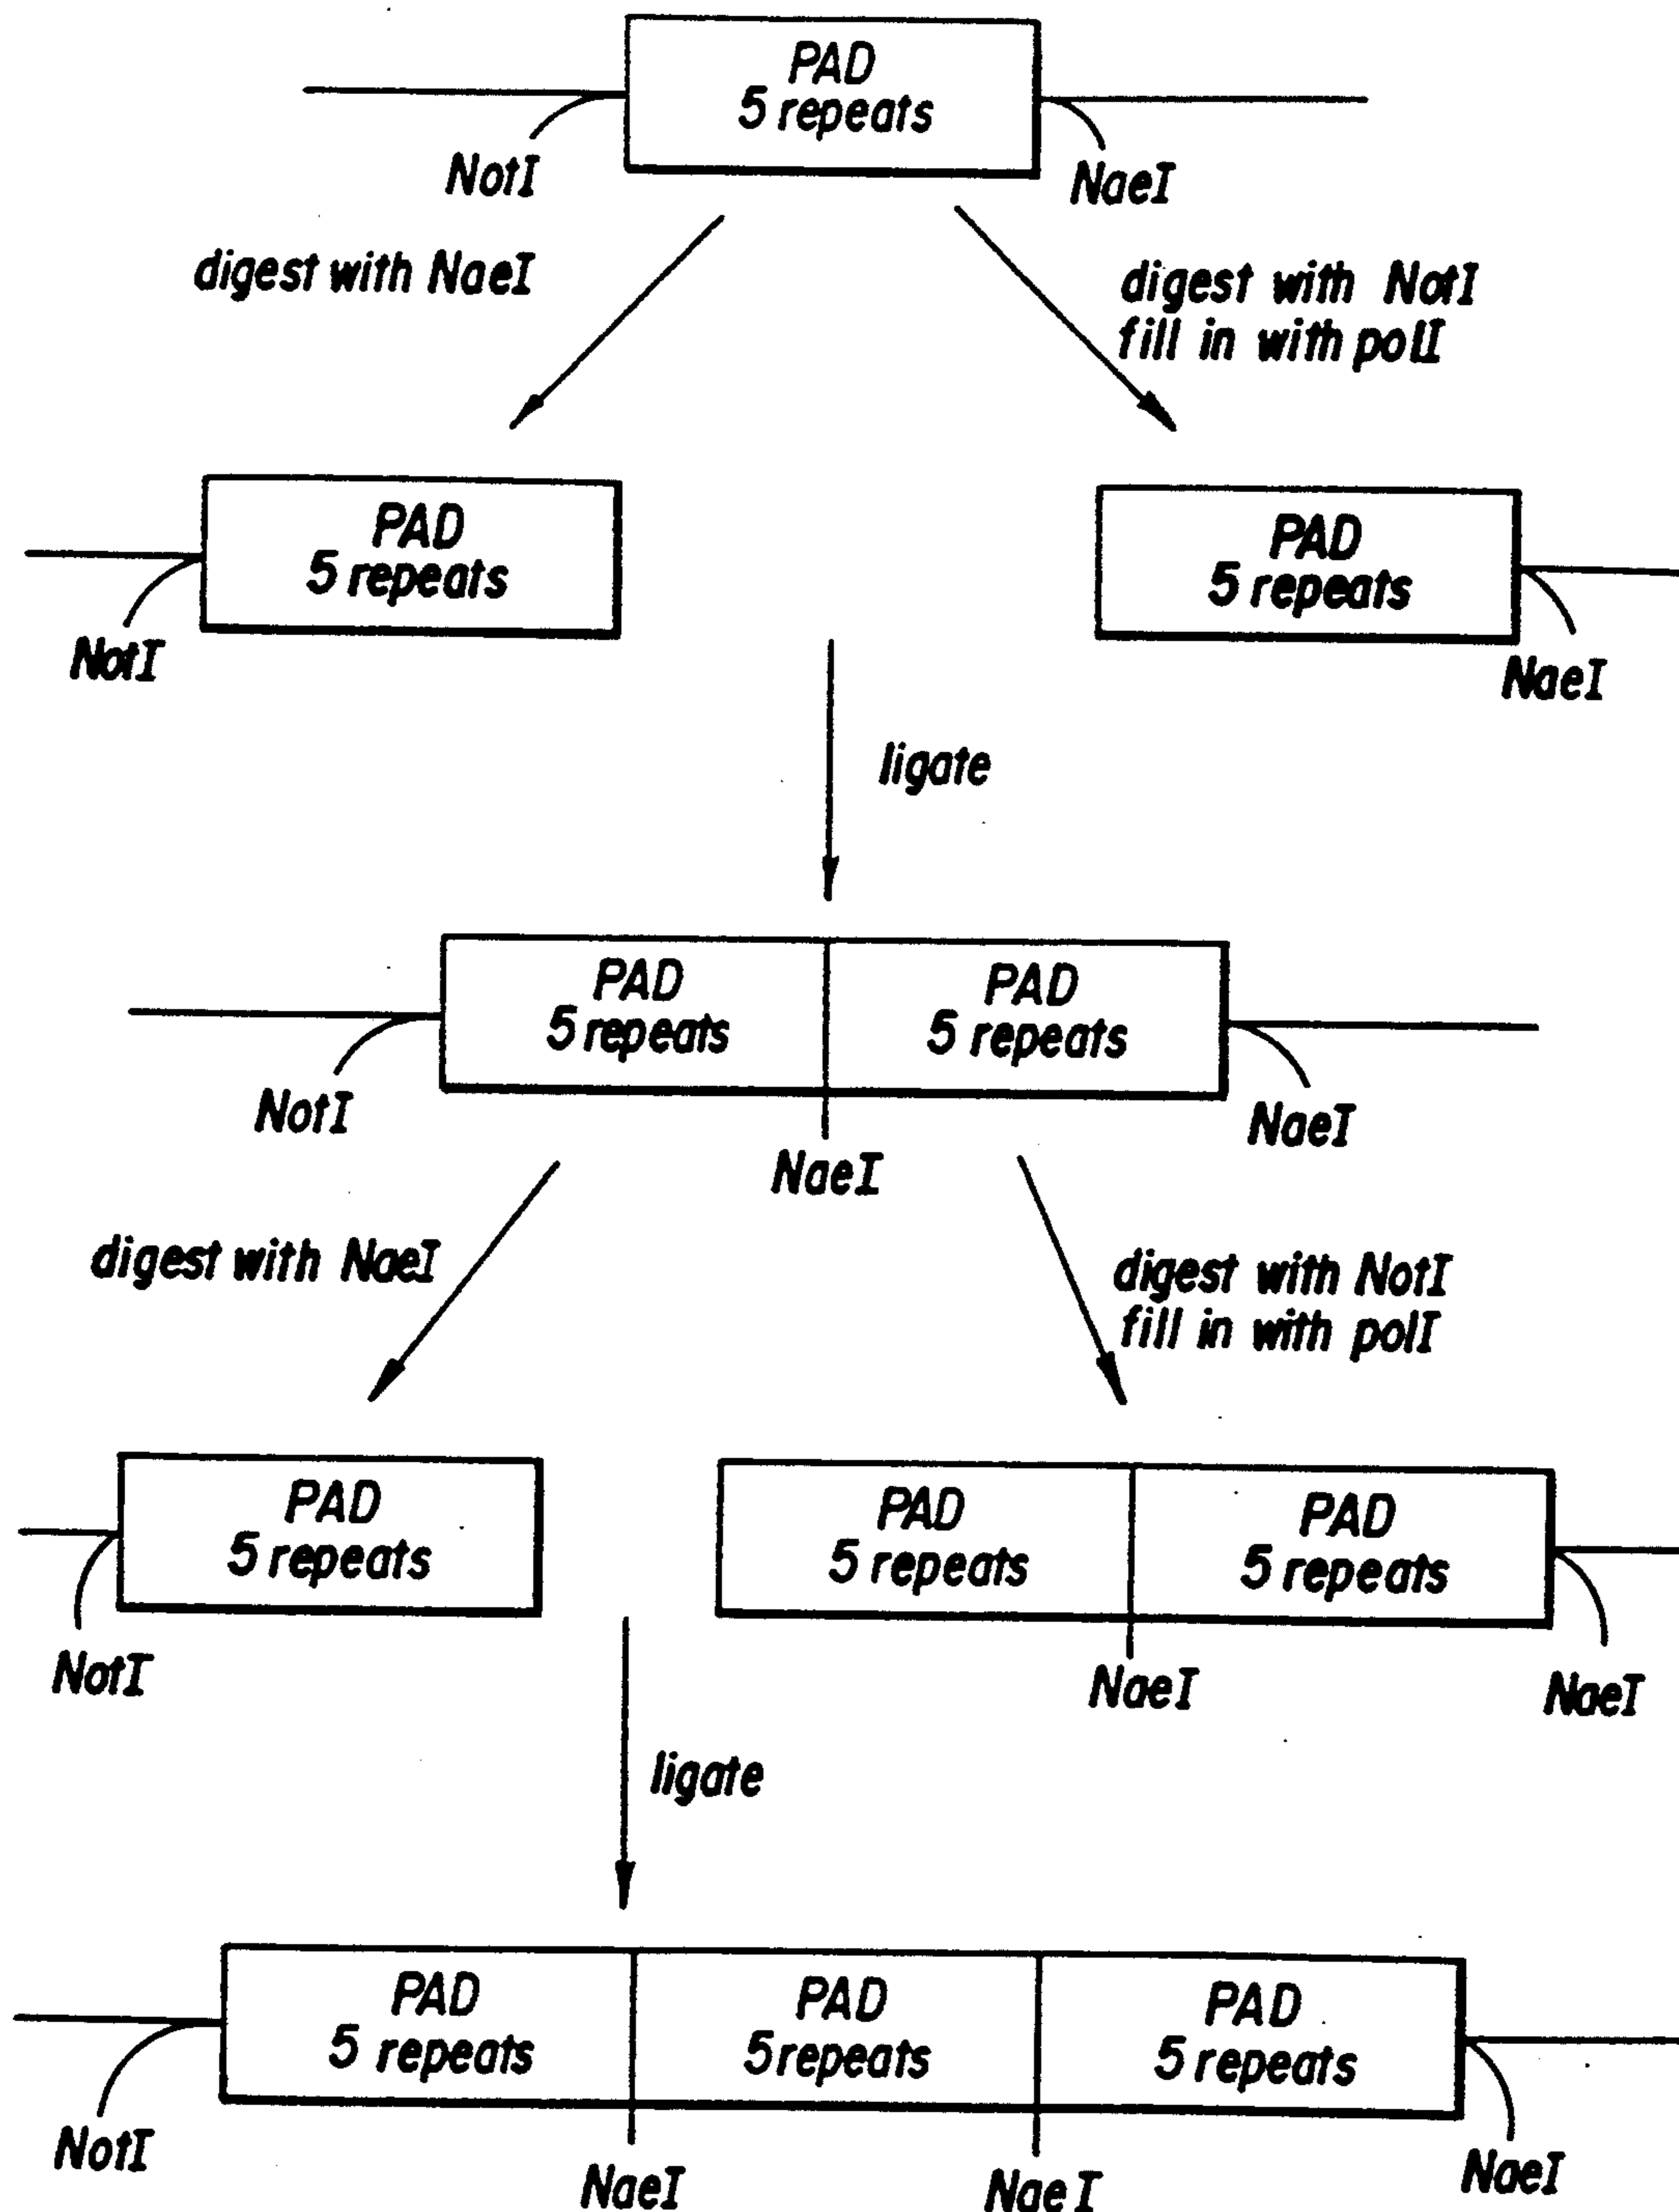 PAD
5 repeats
NotI
NaeI
digest with NaeI
digest with NotI
fill in with polI
PAD
5 repeats
NotI
PAD
5 repeats
NaeI
ligate
PAD
5 repeats
PAD
5 repeats
NotI
NaeI
NaeI
digest with NaeI
digest with NotI
fill in with polI
PAD
5 repeats
NotI
PAD
5 repeats
PAD
5 repeats
NaeI
NaeI
ligate
PAD
5 repeats
PAD
5 repeats
PAD
5 repeats
NotI
NaeI
NaeI
NaeI